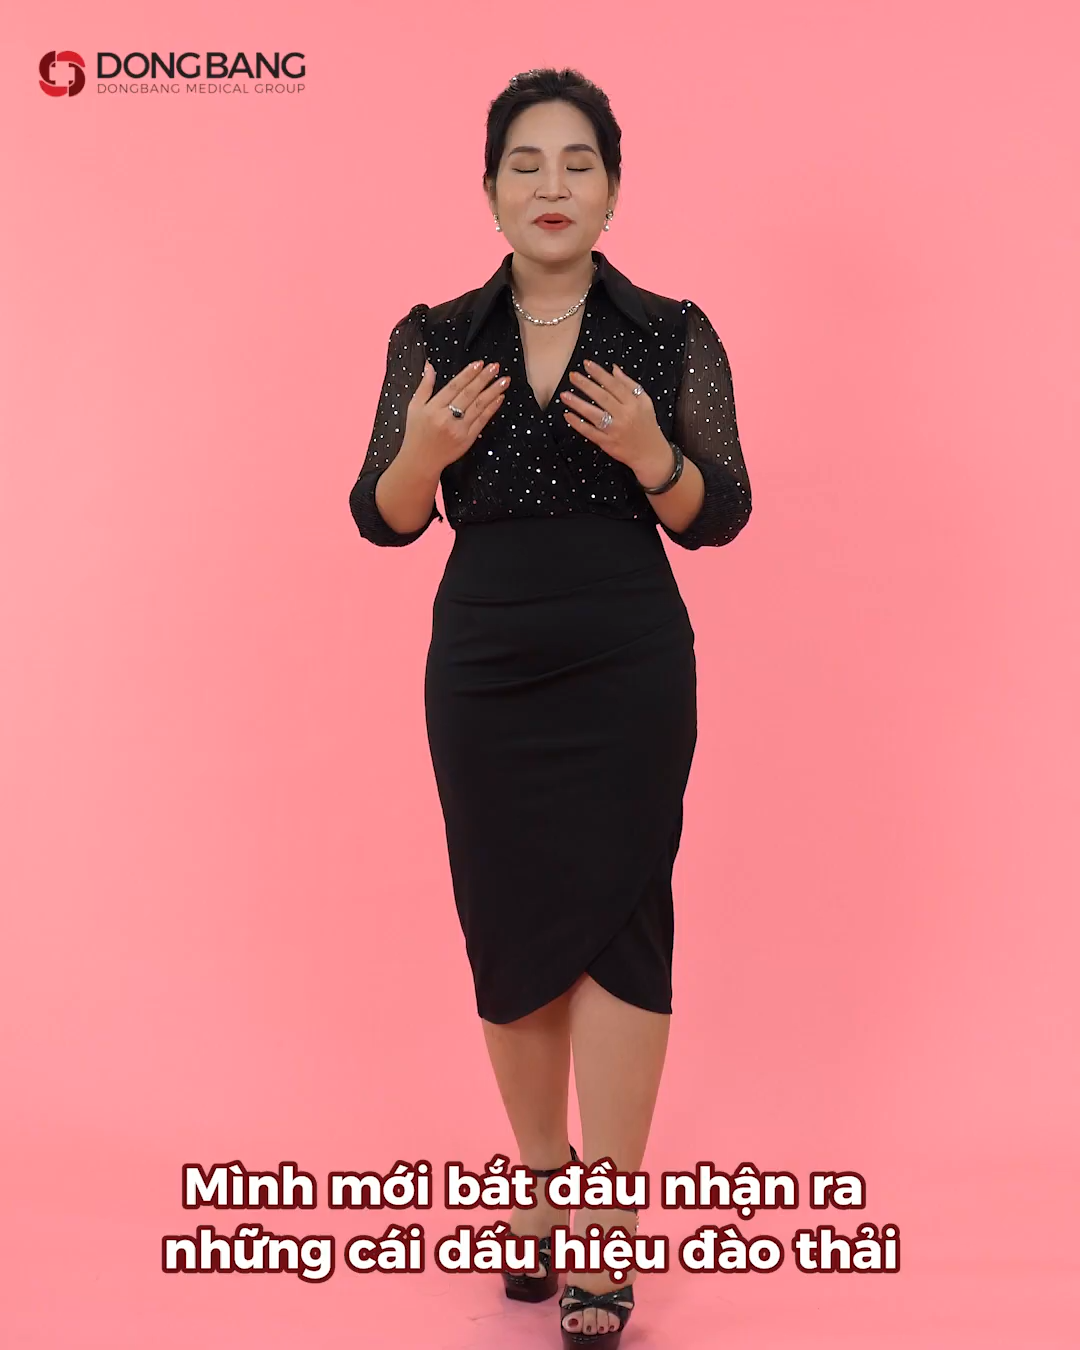 DONGBANG
DONGBANG MEDICAL GROUP
Mình mới bắt đầu nhận ra
những cái dấu hiệu đào thải